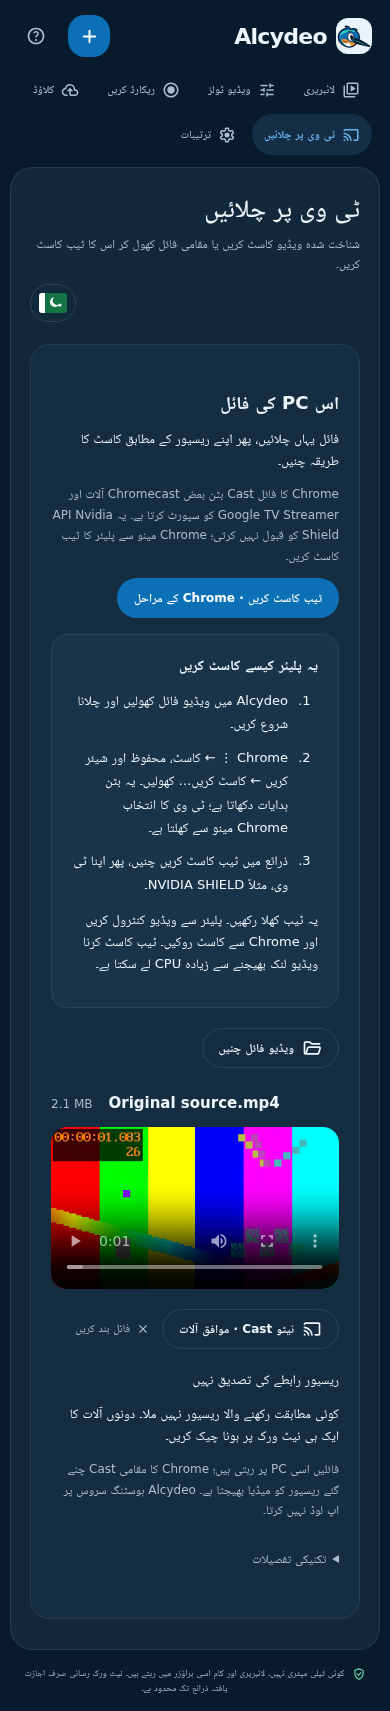 Alcydeo
لائبریری
ویڈیو ٹولز
ریکارڈ کریں
کلاؤڈ
ٹی وی پر چلائیں
ترتیبات
ٹی وی پر چلائیں
شناخت شدہ ویڈیو کاسٹ کریں یا مقامی فائل کھول کر اس کا ٹیب کاسٹ
کریں۔
اس PC کی فائل
فائل یہاں چلائیں، پھر اپنے ریسیور کے مطابق کاسٹ کا
طریقہ چنیں۔
Chrome کا فائل Cast بٹن بعض Chromecast آلات اور
Google TV Streamer کو سپورٹ کرتا ہے۔ یہ API Nvidia
Shield کو قبول نہیں کرتی؛ Chrome مینو سے پلیئر کا ٹیب
کاسٹ کریں۔
ٹیب کاسٹ کریں · Chrome کے مراحل
یہ پلیئر کیسے کاسٹ کریں
1. Alcydeo میں ویڈیو فائل کھولیں اور چلانا
شروع کریں۔
2. Chrome ⋮ ← کاسٹ، محفوظ اور شیئر
کریں ← کاسٹ کریں… کھولیں۔ یہ بٹن
ہدایات دکھاتا ہے؛ ٹی وی کا انتخاب
Chrome مینو سے کھلتا ہے۔
3. ذرائع میں ٹیب کاسٹ کریں چنیں، پھر اپنا ٹی
وی، مثلاً NVIDIA SHIELD۔
یہ ٹیب کھلا رکھیں۔ پلیئر سے ویڈیو کنٹرول کریں
اور Chrome سے کاسٹ روکیں۔ ٹیب کاسٹ کرنا
ویڈیو لنک بھیجنے سے زیادہ CPU لے سکتا ہے۔
ویڈیو فائل چنیں
Original source.mp4
2.1 MB
00:00:01.083
26
0:01
نیٹو Cast · موافق آلات
فائل بند کریں
ریسیور رابطے کی تصدیق نہیں
کوئی مطابقت رکھنے والا ریسیور نہیں ملا۔ دونوں آلات کا
ایک ہی نیٹ ورک پر ہونا چیک کریں۔
فائلیں اسی PC پر رہتی ہیں؛ Chrome کا مقامی Cast چنے
گئے ریسیور کو میڈیا بھیجتا ہے۔ Alcydeo ہوسٹنگ سروس پر
اپ لوڈ نہیں کرتا۔
تکنیکی تفصیلات
کوئی ٹیلی میٹری نہیں۔ لائبریری اور کام اسی براؤزر میں رہتے ہیں۔ نیٹ ورک رسائی صرف اجازت
یافتہ ذرائع تک محدود ہے۔